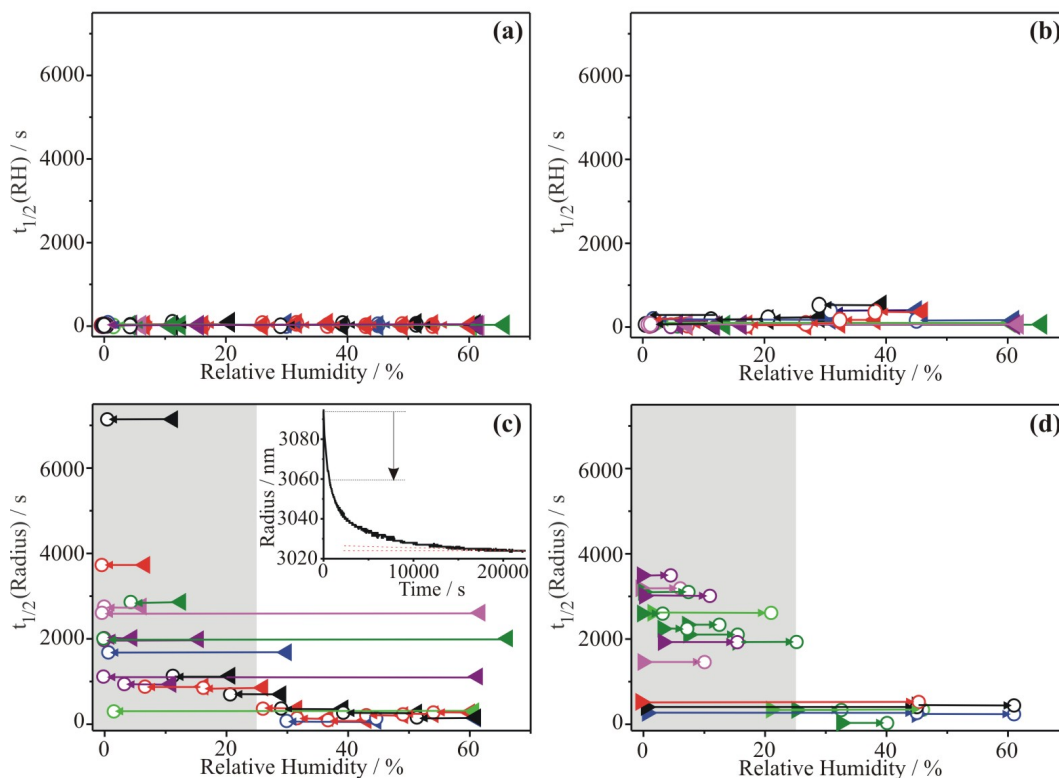 (a)
t1/2(RH) / s
6000
4000
2000
0
0 20 40 60
Relative Humidity / %
(b)
t1/2(RH) / s
6000
4000
2000
0
0 20 40 60
Relative Humidity / %
(c)
t1/2(Radius) / s
6000
4000
2000
0
0 20 40 60
Relative Humidity / %
Radius / nm
3080
3060
3040
3020
0 10000 20000
Time / s
(d)
t1/2(Radius) / s
6000
4000
2000
0
0 20 40 60
Relative Humidity / %